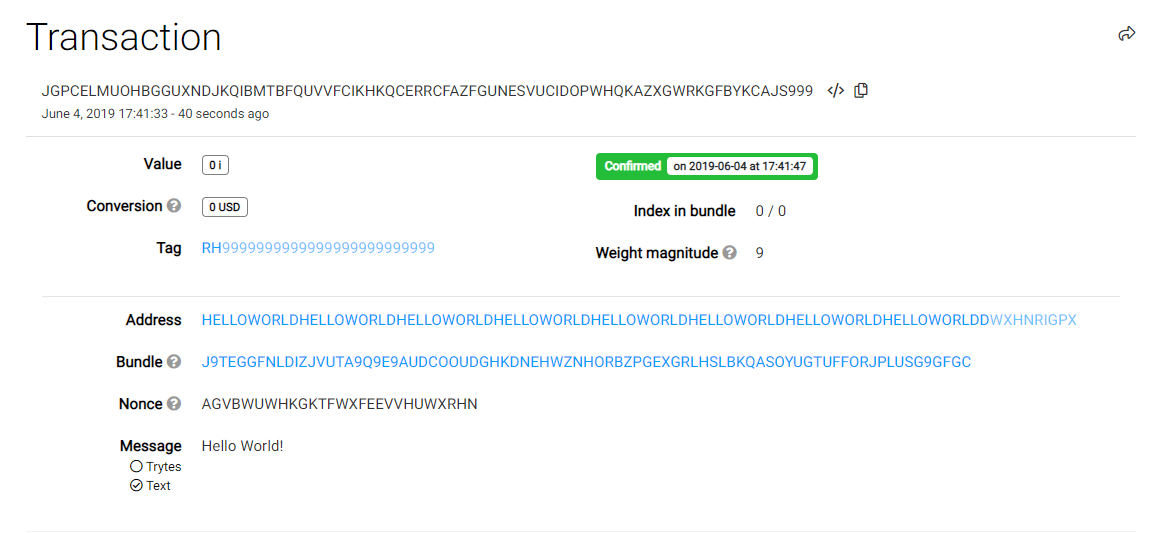 Transaction
JGPCELMUOHBGGUXNDJKQIBMTBFQUVVFCIKHKQCERRCFAZFGUNESVUCIDOPWHQKAZXGWRKGFBYKCAJS999
June 4, 2019 17:41:33 - 40 seconds ago
Value 0 i Confirmed on 2019-06-04 at 17:41:47
Conversion ? 0 USD Index in bundle 0 / 0
Tag RH9999999999999999999999999 Weight magnitude ? 9
Address HELLOWORLDHELLOWORLDHELLOWORLDHELLOWORLDHELLOWORLDHELLOWORLDHELLOWORLDHELLOWORLDDWXHNRIGPX
Bundle ? J9TEGGFNLDIZJVUTA9Q9E9AUDCOOUDGHKDNEHWZNHORBZPGEXGRLHSLBKQASOYUGTUFFORJPLUSG9GFGC
Nonce ? AGVBWUWHKGKTFWXFEEVVHUWXRHN
Message Hello World!
Trytes
Text